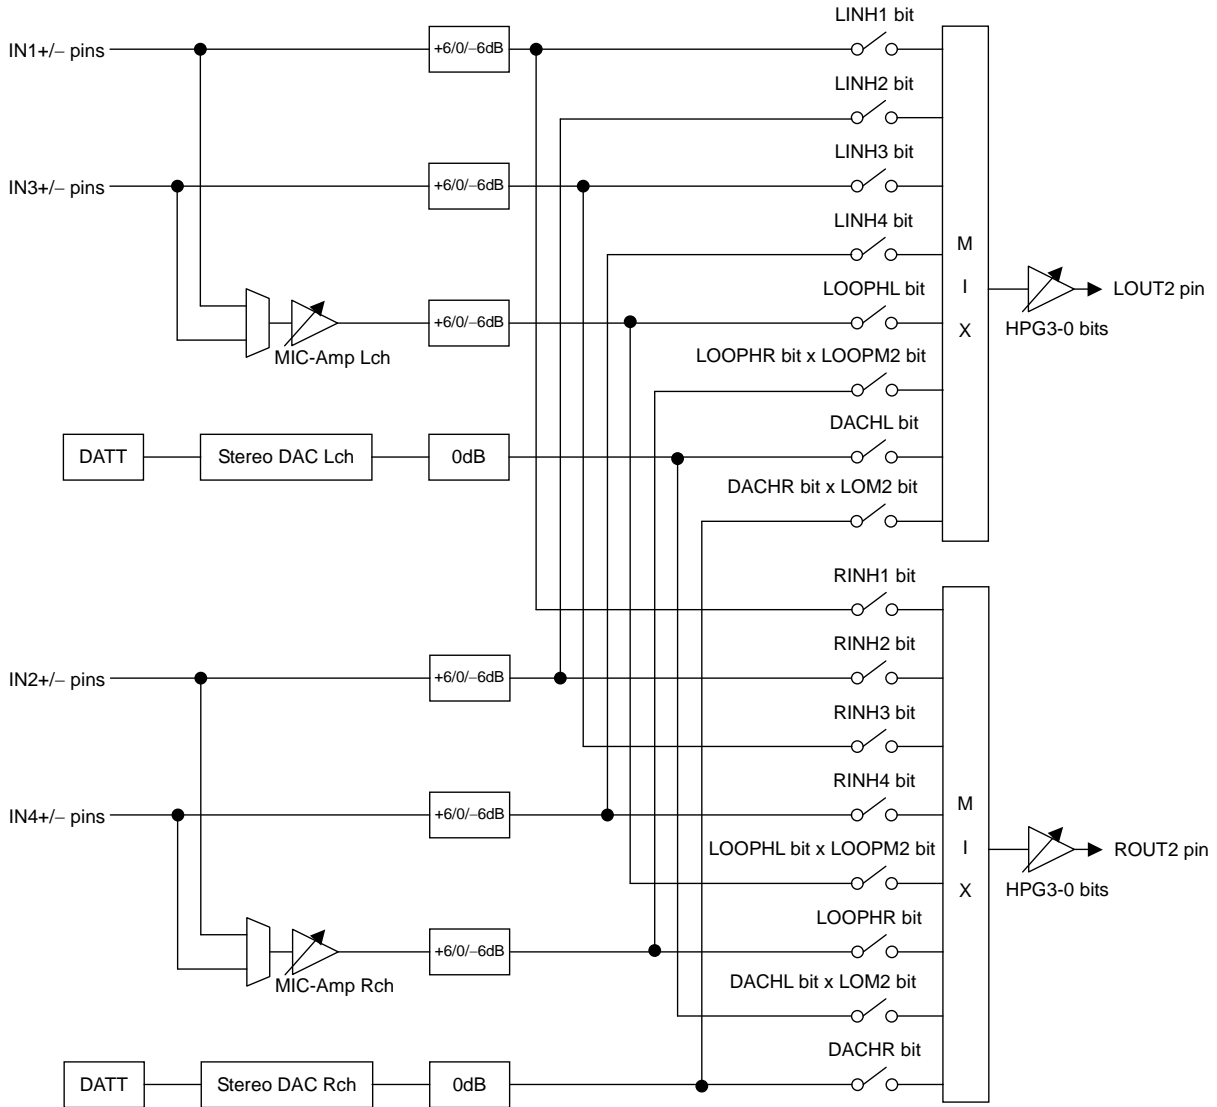 LINH1 bit
IN1+/− pins
+6/0/−6dB
LINH2 bit
LINH3 bit
IN3+/− pins
+6/0/−6dB
LINH4 bit
M
I
X
LOOPHL bit
LOUT2 pin
+6/0/−6dB
HPG3-0 bits
MIC-Amp Lch
LOOPHR bit x LOOPM2 bit
DACHL bit
DATT
Stereo DAC Lch
0dB
DACHR bit x LOM2 bit
RINH1 bit
RINH2 bit
IN2+/− pins
+6/0/−6dB
RINH3 bit
RINH4 bit
IN4+/− pins
+6/0/−6dB
M
I
X
LOOPHL bit x LOOPM2 bit
ROUT2 pin
HPG3-0 bits
LOOPHR bit
+6/0/−6dB
MIC-Amp Rch
DACHL bit x LOM2 bit
DACHR bit
DATT
Stereo DAC Rch
0dB